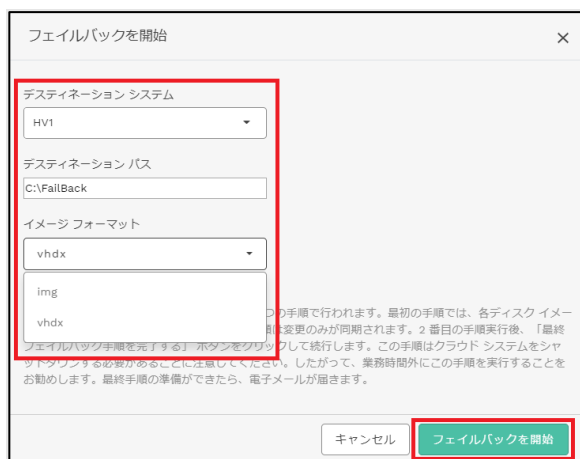 フェイルバックを開始
デスティネーション システム
HV1
デスティネーション パス
C:\FailBack
イメージ フォーマット
vhdx
img
vhdx
つの手順で行われます。最初の手順では、各ディスク イメー
は変更のみが同期されます。2 番目の手順実行後、「最終
フェイルバック手順を完了する」 ボタンをクリックして続行します。この手順はクラウド システムをシャ
ットダウンする必要があることに注意してください。したがって、業務時間外にこの手順を実行することを
お勧めします。最終手順の準備ができたら、電子メールが届きます。
キャンセル
フェイルバックを開始